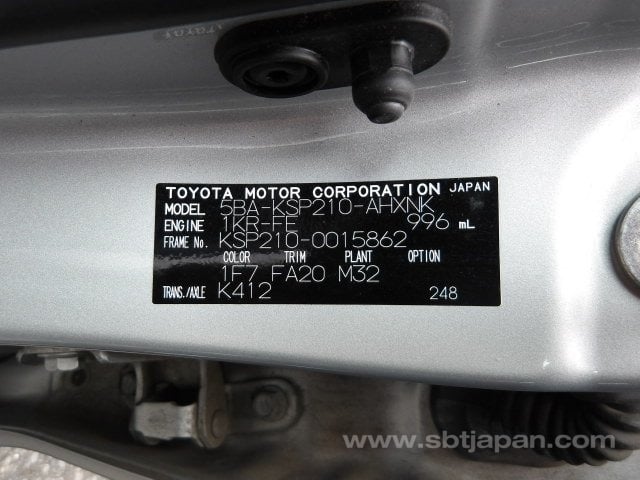 TOYOTA MOTOR CORPORATION JAPAN
MODEL 5BA-KSP210-AHXNK
ENGINE 1KR-FE 996 mL
FRAME No. KSP210-0015862
COLOR TRIM PLANT OPTION
1F7 FA20 M32
TRANS./AXLE K412 248
www.sbtjapan.com